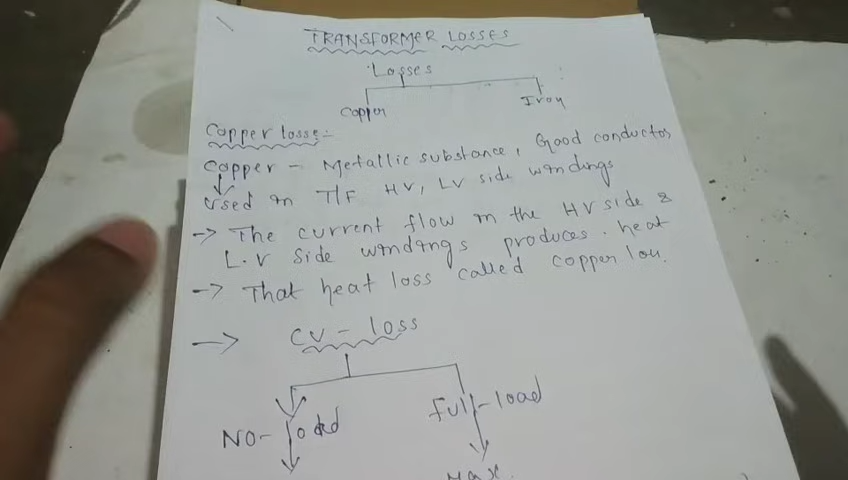 TRANSFORMER LOSSES
Losses
Copper Iron
Copper losse:-
Copper - Metallic substance, Good conductor,
Used in T/F HV, LV side windings
-> The current flow in the HV side &
L.V side windings produces heat
-> That heat loss called copper loss.
-> CU - loss
NO-load Full-load
Max